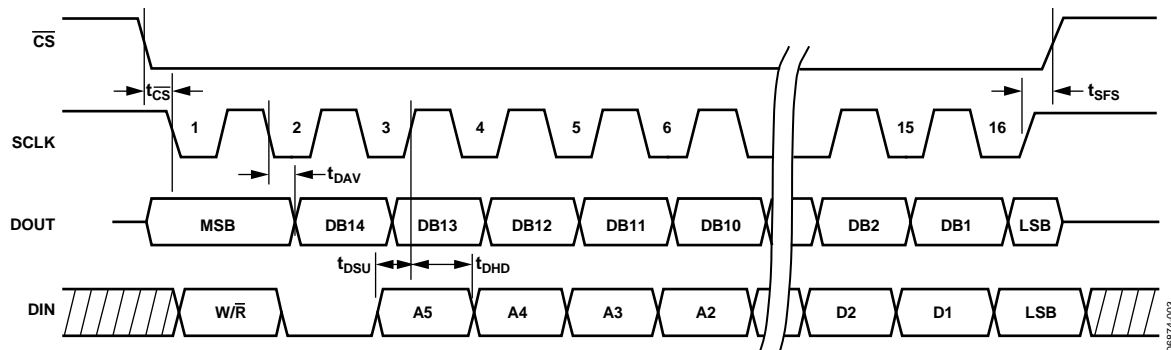 CS
tCS
tSFS
SCLK
1 2 3 4 5 6 15 16
tDAV
DOUT
MSB DB14 DB13 DB12 DB11 DB10 DB2 DB1 LSB
tDSU tDHD
DIN
W/R A5 A4 A3 A2 D2 D1 LSB